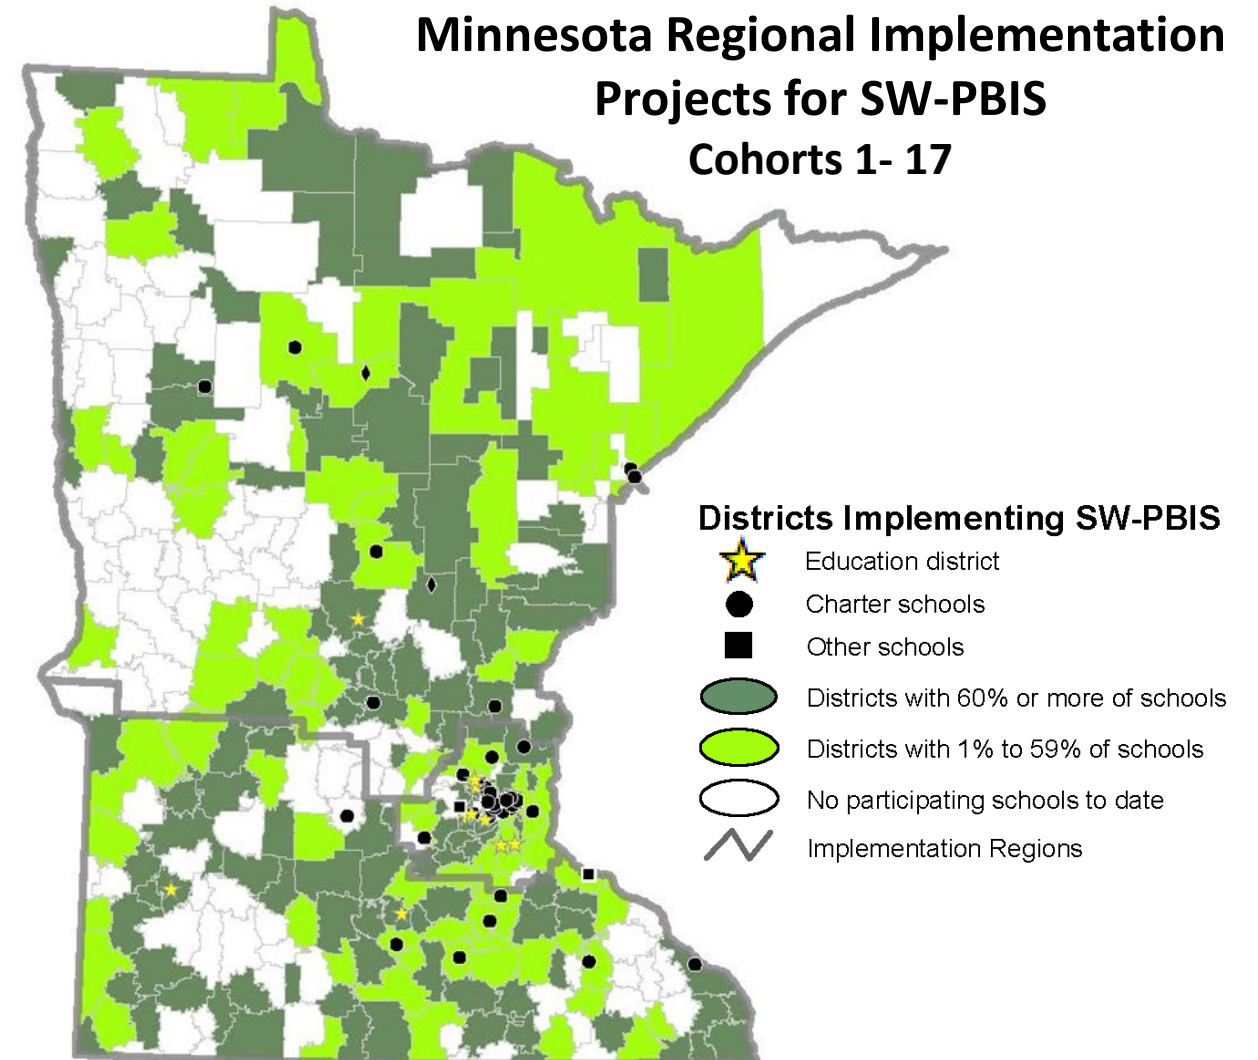 Minnesota Regional Implementation
Projects for SW-PBIS
Cohorts 1- 17
Districts Implementing SW-PBIS
Education district
Charter schools
Other schools
Districts with 60% or more of schools
Districts with 1% to 59% of schools
No participating schools to date
Implementation Regions